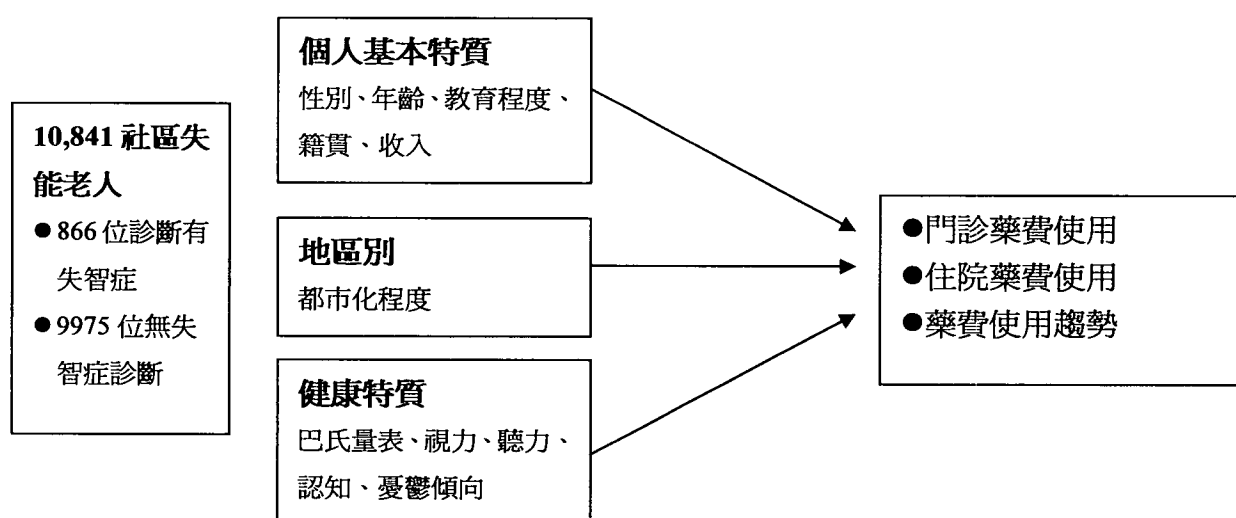 10,841 社區失
能老人
●866 位診斷有
失智症
●9975 位無失
智症診斷
個人基本特質
性別、年齡、教育程度、
籍貫、收入
地區別
都市化程度
健康特質
巴氏量表、視力、聽力、
認知、憂鬱傾向
●門診藥費使用
●住院藥費使用
●藥費使用趨勢